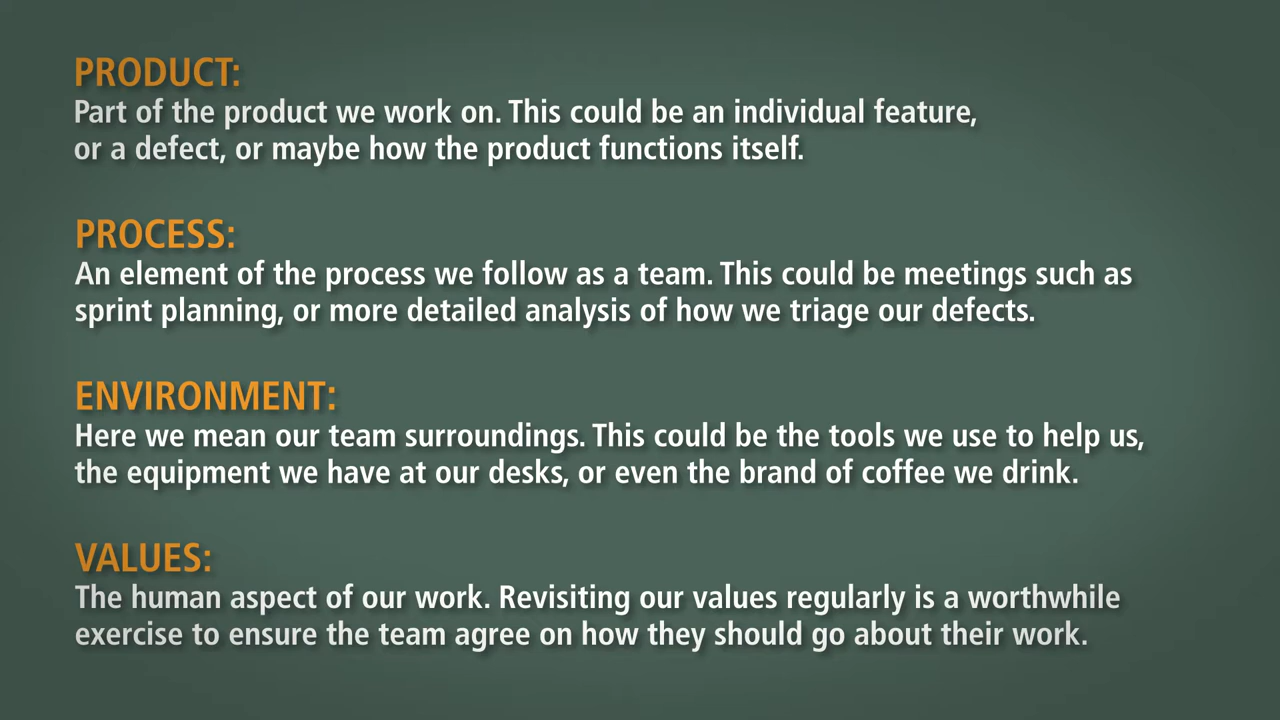 PRODUCT:
Part of the product we work on. This could be an individual feature,
or a defect, or maybe how the product functions itself.
PROCESS:
An element of the process we follow as a team. This could be meetings such as
sprint planning, or more detailed analysis of how we triage our defects.
ENVIRONMENT:
Here we mean our team surroundings. This could be the tools we use to help us,
the equipment we have at our desks, or even the brand of coffee we drink.
VALUES:
The human aspect of our work. Revisiting our values regularly is a worthwhile
exercise to ensure the team agree on how they should go about their work.